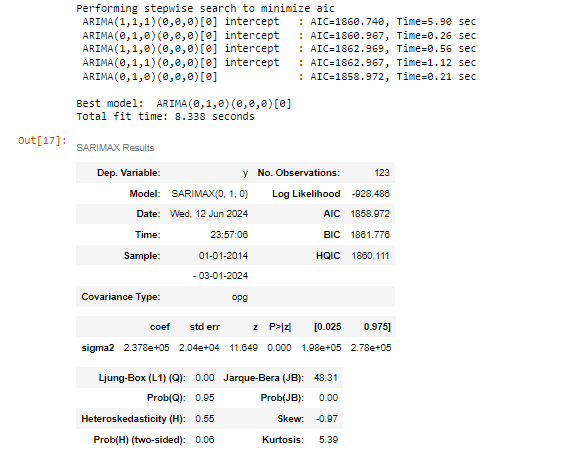 Performing stepwise search to minimize aic
ARIMA(1,1,1)(0,0,0)[0] intercept : AIC=1860.740, Time=5.90 sec
ARIMA(0,1,0)(0,0,0)[0] intercept : AIC=1860.967, Time=0.26 sec
ARIMA(1,1,0)(0,0,0)[0] intercept : AIC=1862.969, Time=0.56 sec
ARIMA(0,1,1)(0,0,0)[0] intercept : AIC=1862.967, Time=1.12 sec
ARIMA(0,1,0)(0,0,0)[0] : AIC=1858.972, Time=0.21 sec
Best model: ARIMA(0,1,0)(0,0,0)[0]
Total fit time: 8.338 seconds
Out[17]:
SARIMAX Results
Dep. Variable: y No. Observations: 123
Model: SARIMAX(0, 1, 0) Log Likelihood -928.486
Date: Wed, 12 Jun 2024 AIC 1858.972
Time: 23:57:06 BIC 1861.776
Sample: 01-01-2014 HQIC 1860.111
- 03-01-2024
Covariance Type: opg
coef std err z P>|z| [0.025 0.975]
sigma2 2.378e+05 2.04e+04 11.649 0.000 1.98e+05 2.78e+05
Ljung-Box (L1) (Q): 0.00 Jarque-Bera (JB): 48.31
Prob(Q): 0.95 Prob(JB): 0.00
Heteroskedasticity (H): 0.55 Skew: -0.97
Prob(H) (two-sided): 0.06 Kurtosis: 5.39